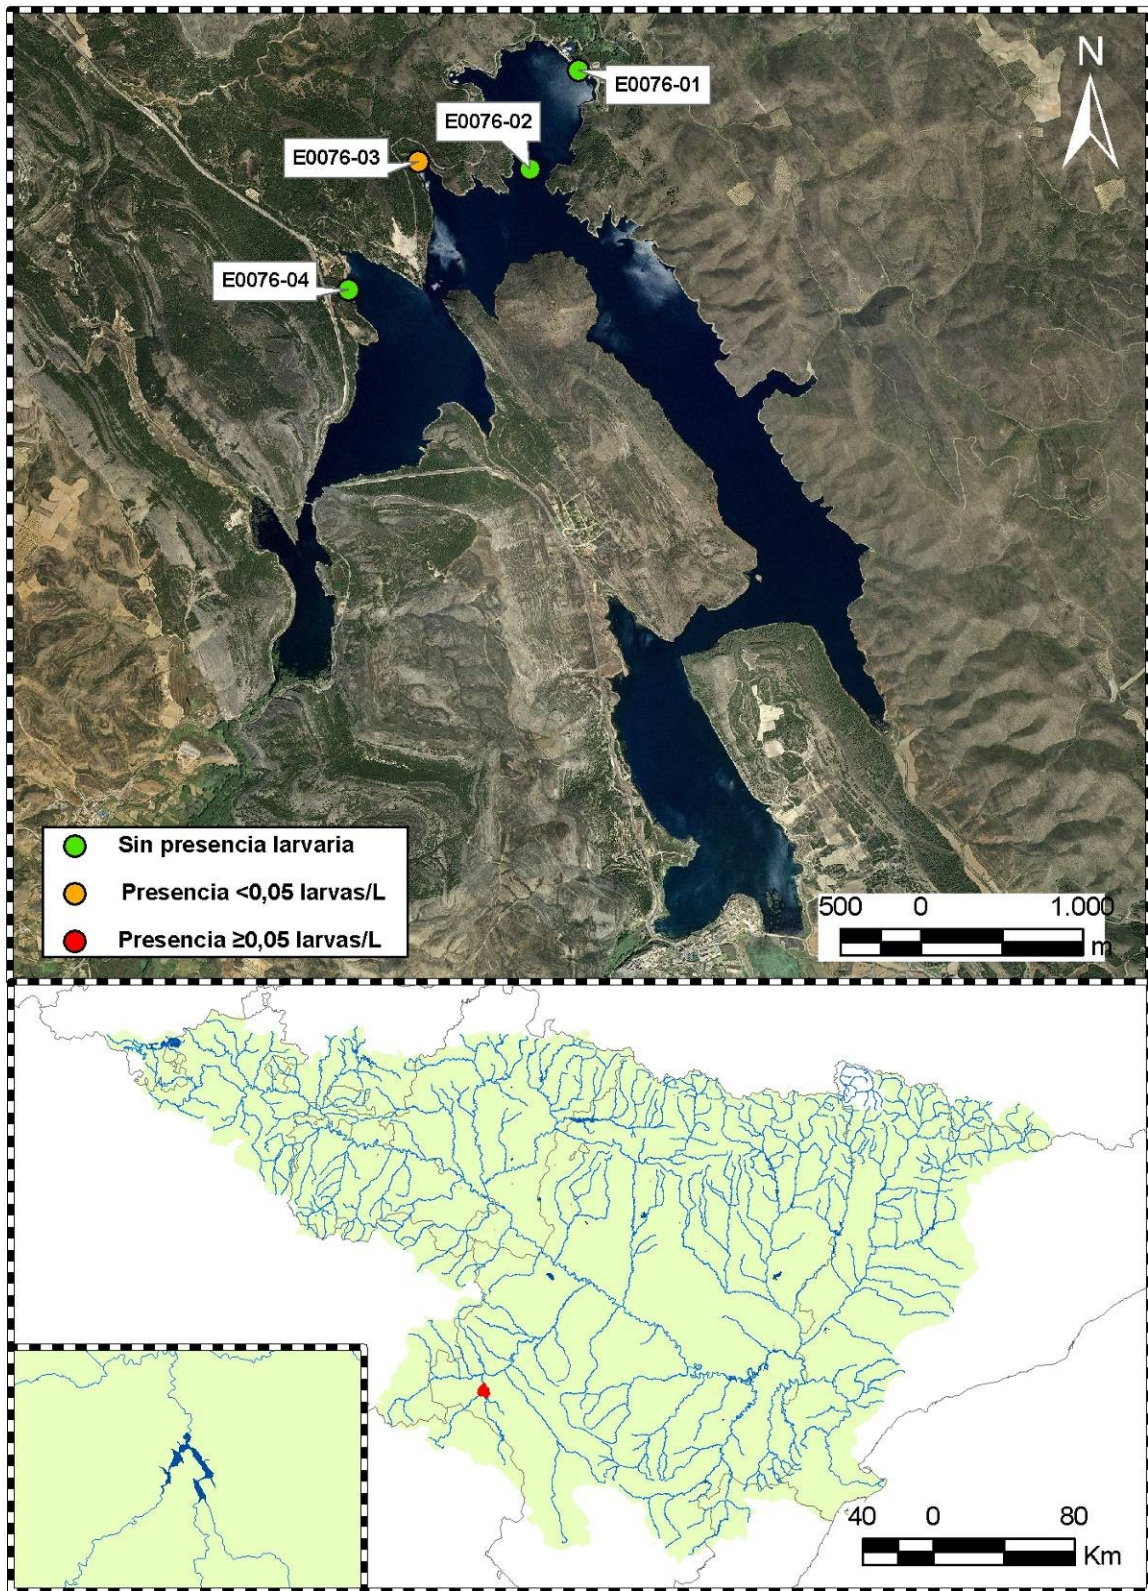 N
E0076-01
E0076-02
E0076-03
E0076-04
Sin presencia larvaria
Presencia <0,05 larvas/L
Presencia ≥0,05 larvas/L
500 0 1.000
m
40 0 80
Km